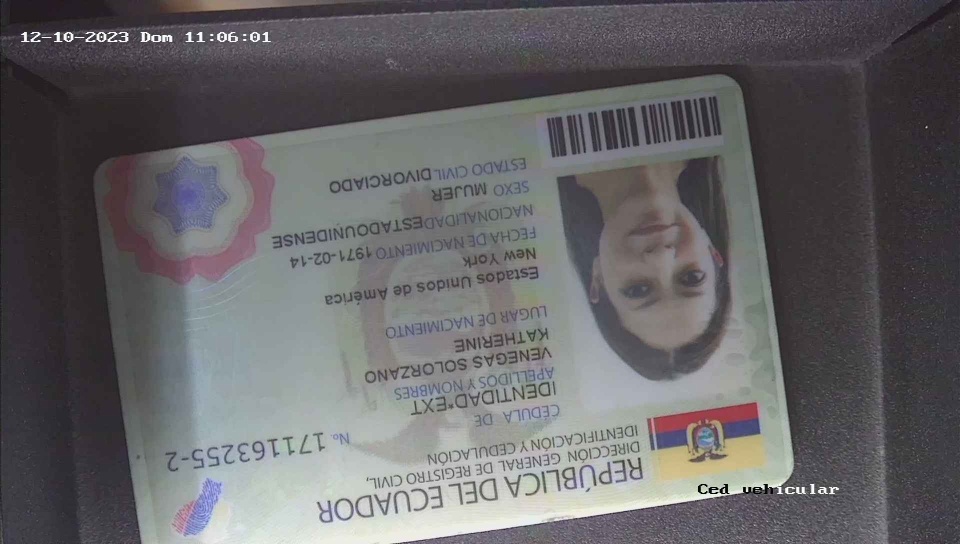 12-10-2023 Dom 11:06:01
REPÚBLICA DEL ECUADOR
DIRECCIÓN GENERAL DE REGISTRO CIVIL,
IDENTIFICACIÓN Y CEDULACIÓN
CÉDULA DE
No. 171163255-2
IDENTIDAD*EXT
APELLIDOS Y NOMBRES
VENEGAS SOLORZANO
KATHERINE
LUGAR DE NACIMIENTO
Estados Unidos de América
New York
FECHA DE NACIMIENTO 1971-02-14
NACIONALIDAD ESTADOUNIDENSE
SEXO MUJER
ESTADO CIVIL DIVORCIADO
Ced vehicular